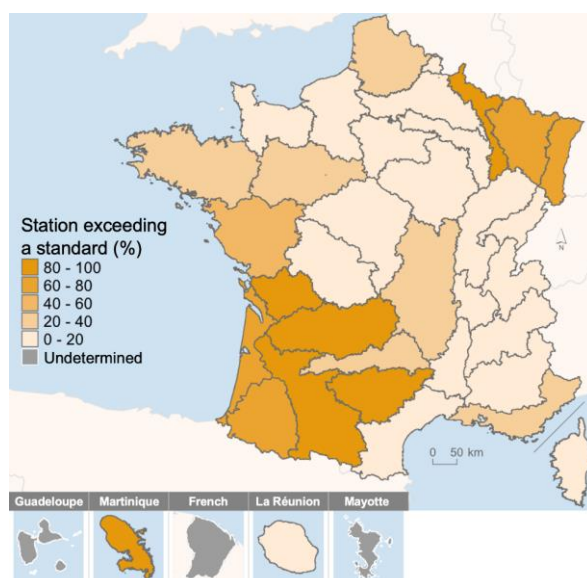 Station exceeding
a standard (%)
80 - 100
60 - 80
40 - 60
20 - 40
0 - 20
Undetermined
N
0 50 km
Guadeloupe Martinique French La Réunion Mayotte